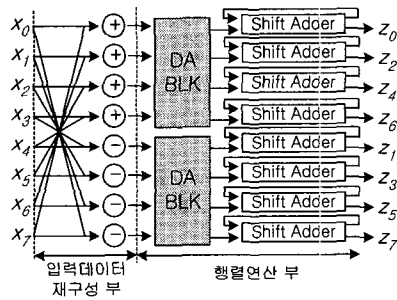 x0 + Shift Adder z0
x1 + DA BLK Shift Adder z2
x2 + Shift Adder z4
x3 + Shift Adder z6
x4 − Shift Adder z1
x5 − DA BLK Shift Adder z3
x6 − Shift Adder z5
x7 − Shift Adder z7
입력데이터 재구성 부
행렬연산 부